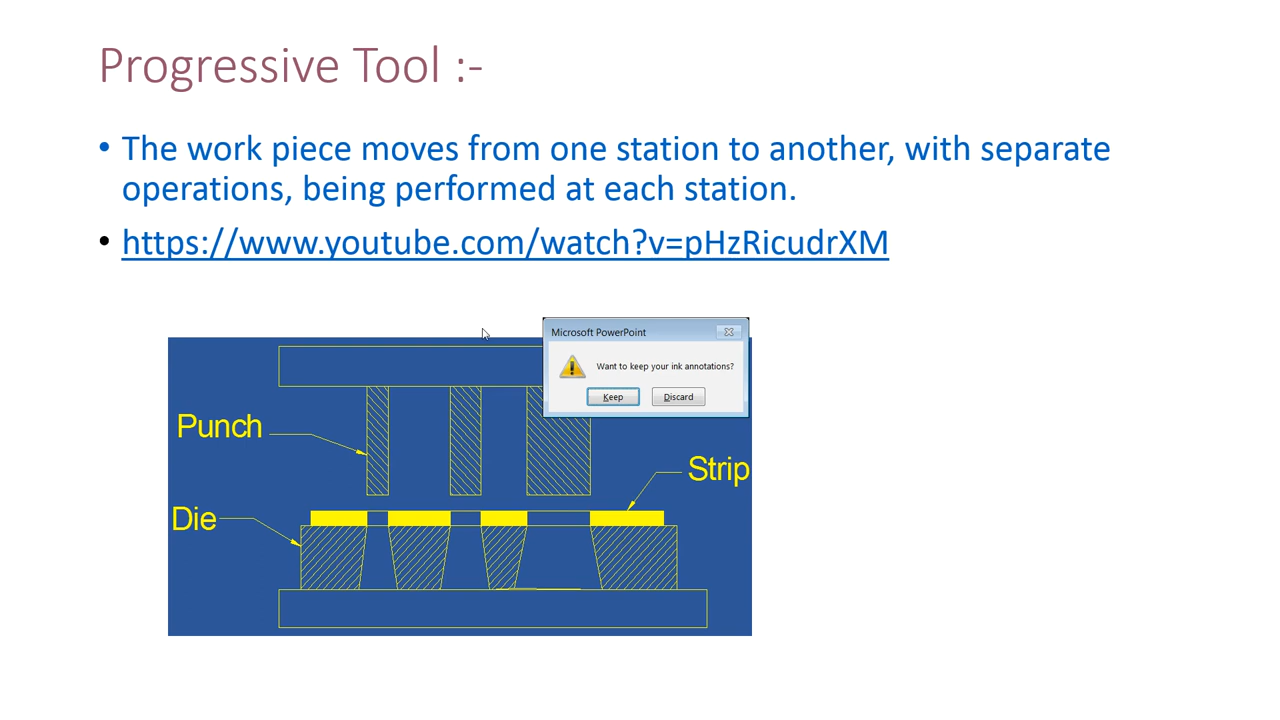 Progressive Tool :-
• The work piece moves from one station to another, with separate
operations, being performed at each station.
• https://www.youtube.com/watch?v=pHzRicudrXM
Microsoft PowerPoint
Want to keep your ink annotations?
Keep Discard
Punch
Strip
Die